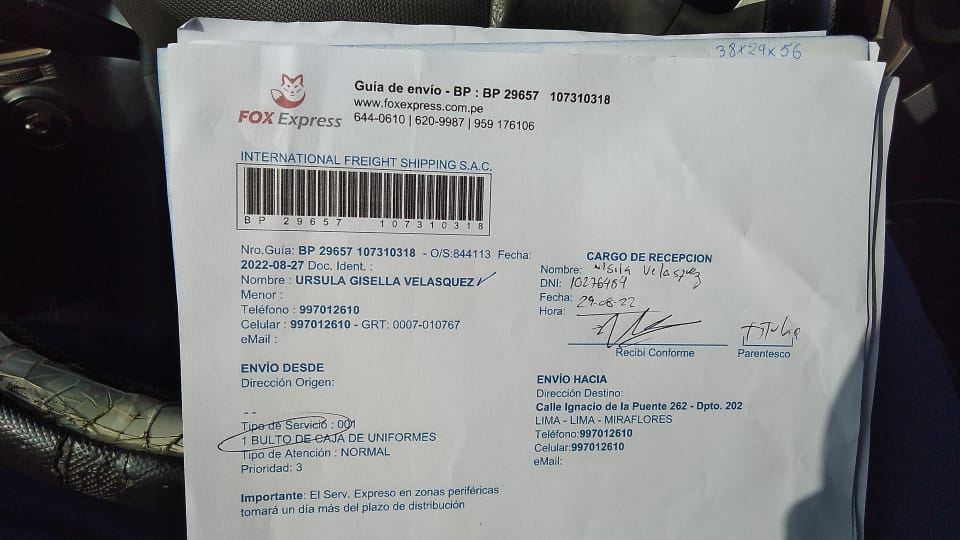 38x29x56
FOX Express
Guía de envío - BP : BP 29657 107310318
www.foxexpress.com.pe
644-0610 | 620-9987 | 959 176106
INTERNATIONAL FREIGHT SHIPPING S.A.C.
BP 29657 107310318
Nro.Guía: BP 29657 107310318 - O/S:844113 Fecha:
2022-08-27 Doc. Ident. :
Nombre : URSULA GISELLA VELASQUEZ
Menor :
Teléfono : 997012610
Celular : 997012610 - GRT: 0007-010767
eMail :
CARGO DE RECEPCION
Nombre: Velaspez
DNI: 10276484
Fecha: 29-08-22
Hora:
Recibi Conforme
Parentesco
ENVÍO DESDE
Dirección Origen:
- -
Tipo de Servicio : 001
1 BULTO DE CAJA DE UNIFORMES
Tipo de Atención : NORMAL
Prioridad: 3
ENVÍO HACIA
Dirección Destino:
Calle Ignacio de la Puente 262 - Dpto. 202
LIMA - LIMA - MIRAFLORES
Teléfono:997012610
Celular:997012610
eMail:
Importante: El Serv. Expreso en zonas periféricas
tomará un día más del plazo de distribución